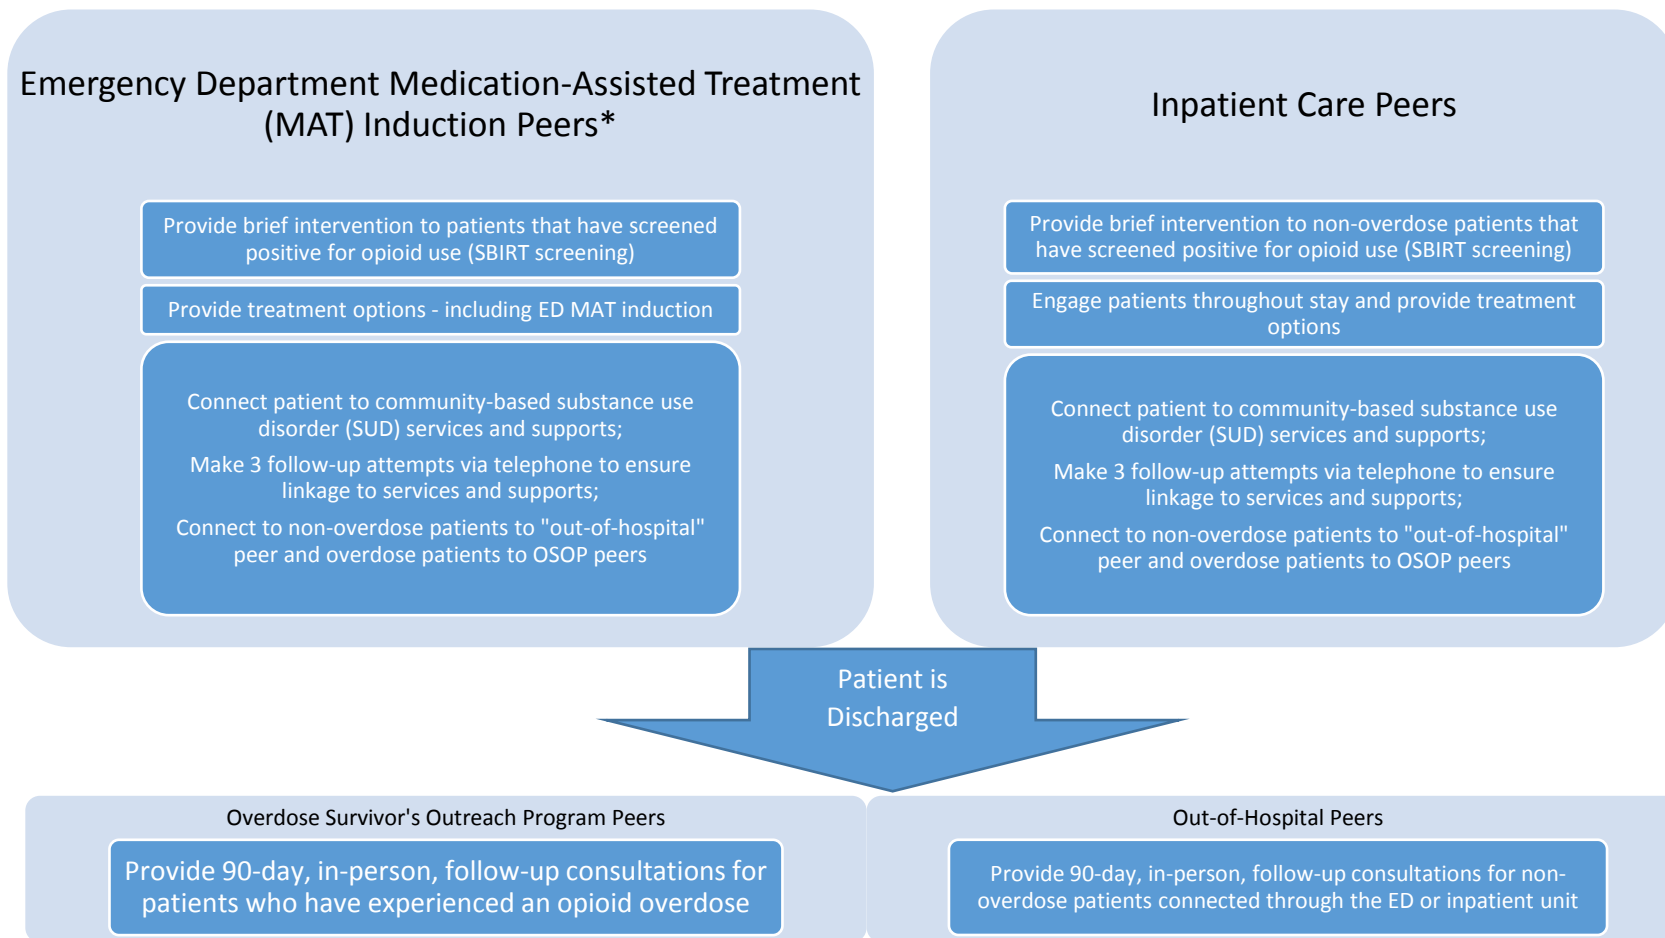 Emergency Department Medication-Assisted Treatment
(MAT) Induction Peers*
Provide brief intervention to patients that have screened
positive for opioid use (SBIRT screening)
Provide treatment options - including ED MAT induction
Connect patient to community-based substance use
disorder (SUD) services and supports;
Make 3 follow-up attempts via telephone to ensure
linkage to services and supports;
Connect to non-overdose patients to "out-of-hospital"
peer and overdose patients to OSOP peers
Inpatient Care Peers
Provide brief intervention to non-overdose patients that
have screened positive for opioid use (SBIRT screening)
Engage patients throughout stay and provide treatment
options
Connect patient to community-based substance use
disorder (SUD) services and supports;
Make 3 follow-up attempts via telephone to ensure
linkage to services and supports;
Connect to non-overdose patients to "out-of-hospital"
peer and overdose patients to OSOP peers
Patient is
Discharged
Overdose Survivor's Outreach Program Peers
Provide 90-day, in-person, follow-up consultations for
patients who have experienced an opioid overdose
Out-of-Hospital Peers
Provide 90-day, in-person, follow-up consultations for non-
overdose patients connected through the ED or inpatient unit